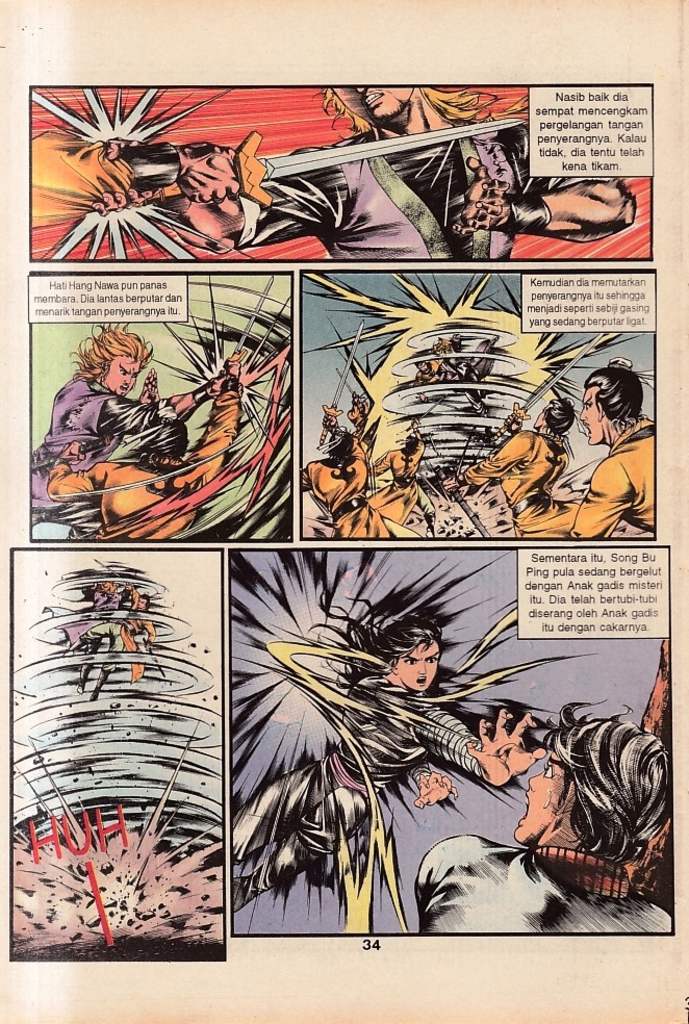 Nasib baik dia
sempat mencengkam
pergelangan tangan
penyerangnya. Kalau
tidak, dia tentu telah
kena tikam.
Hati Hang Nawa pun panas
membara. Dia lantas berputar dan
menarik tangan penyerangnya itu.
Kemudian dia memutarkan
penyerangnya itu sehingga
menjadi seperti sebiji gasing
yang sedang berputar ligat.
HUH
Sementara itu, Song Bu
Ping pula sedang bergelut
dengan Anak gadis misteri
itu. Dia telah bertubi-tubi
diserang oleh Anak gadis
itu dengan cakarnya.
34